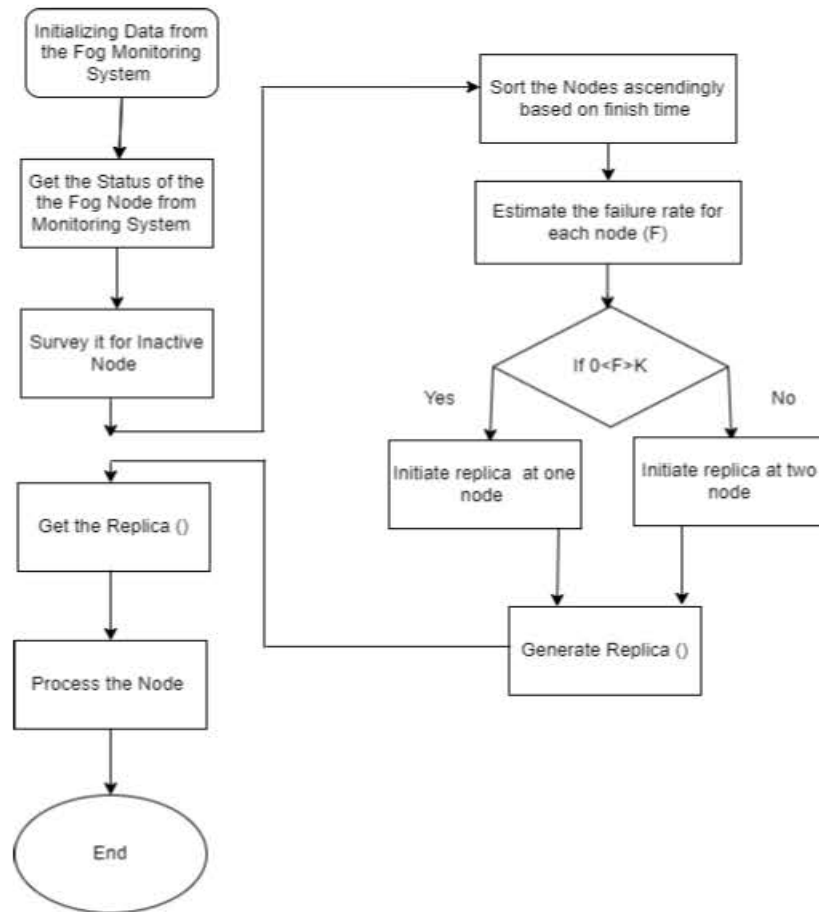 Initializing Data from
the Fog Monitoring
System
Get the Status of the
the Fog Node from
Monitoring System
Survey it for Inactive
Node
Sort the Nodes ascendingly
based on finish time
Estimate the failure rate for
each node (F)
If 0<F>K
Yes
No
Initiate replica at one
node
Initiate replica at two
node
Generate Replica ()
Get the Replica ()
Process the Node
End